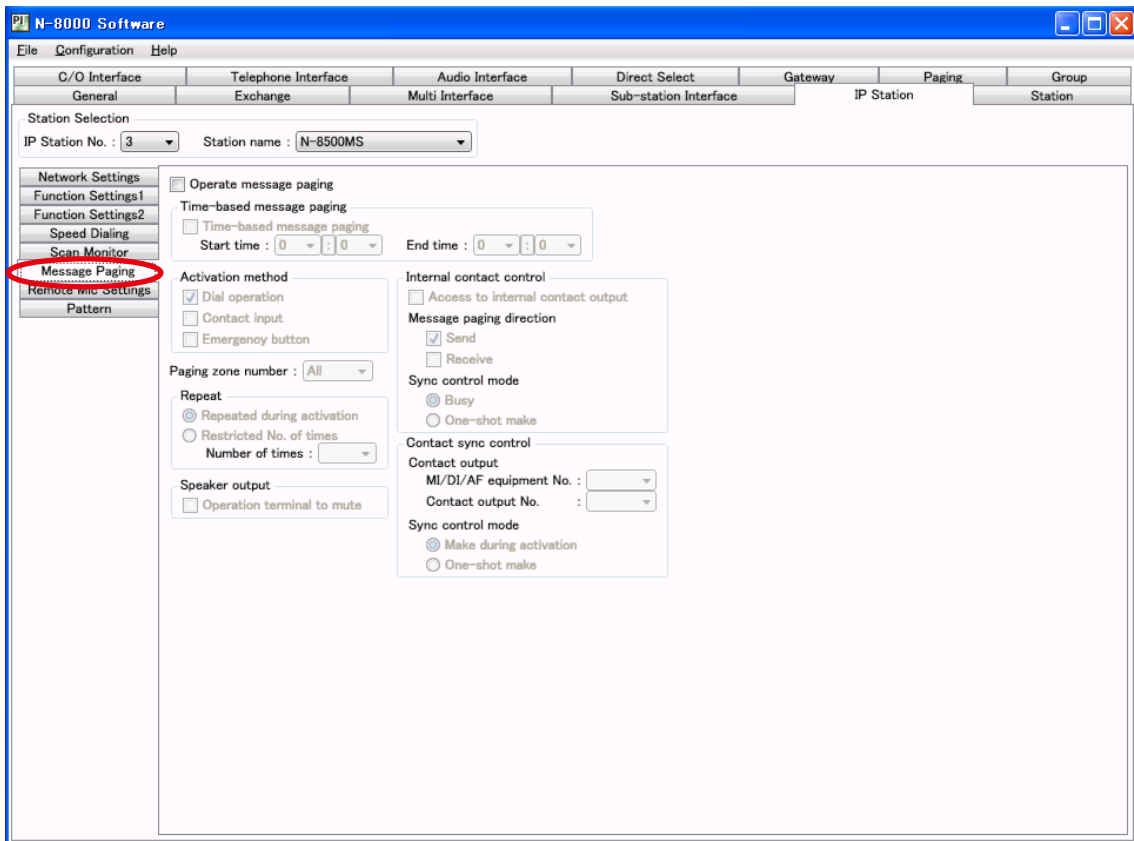 PI N-8000 Software
File Configuration Help
C/O Interface Telephone Interface Audio Interface Direct Select Gateway Paging Group
General Exchange Multi Interface Sub-station Interface IP Station Station
Station Selection
IP Station No. : 3 Station name : N-8500MS
Network Settings
Function Settings1
Function Settings2
Speed Dialing
Scan Monitor
Message Paging
Remote Mic Settings
Pattern
Operate message paging
Time-based message paging
Time-based message paging
Start time : 0 : 0 End time : 0 : 0
Activation method
Dial operation
Contact input
Emergency button
Paging zone number : All
Repeat
Repeated during activation
Restricted No. of times
Number of times :
Speaker output
Operation terminal to mute
Internal contact control
Access to internal contact output
Message paging direction
Send
Receive
Sync control mode
Busy
One-shot make
Contact sync control
Contact output
MI/DI/AF equipment No. :
Contact output No. :
Sync control mode
Make during activation
One-shot make